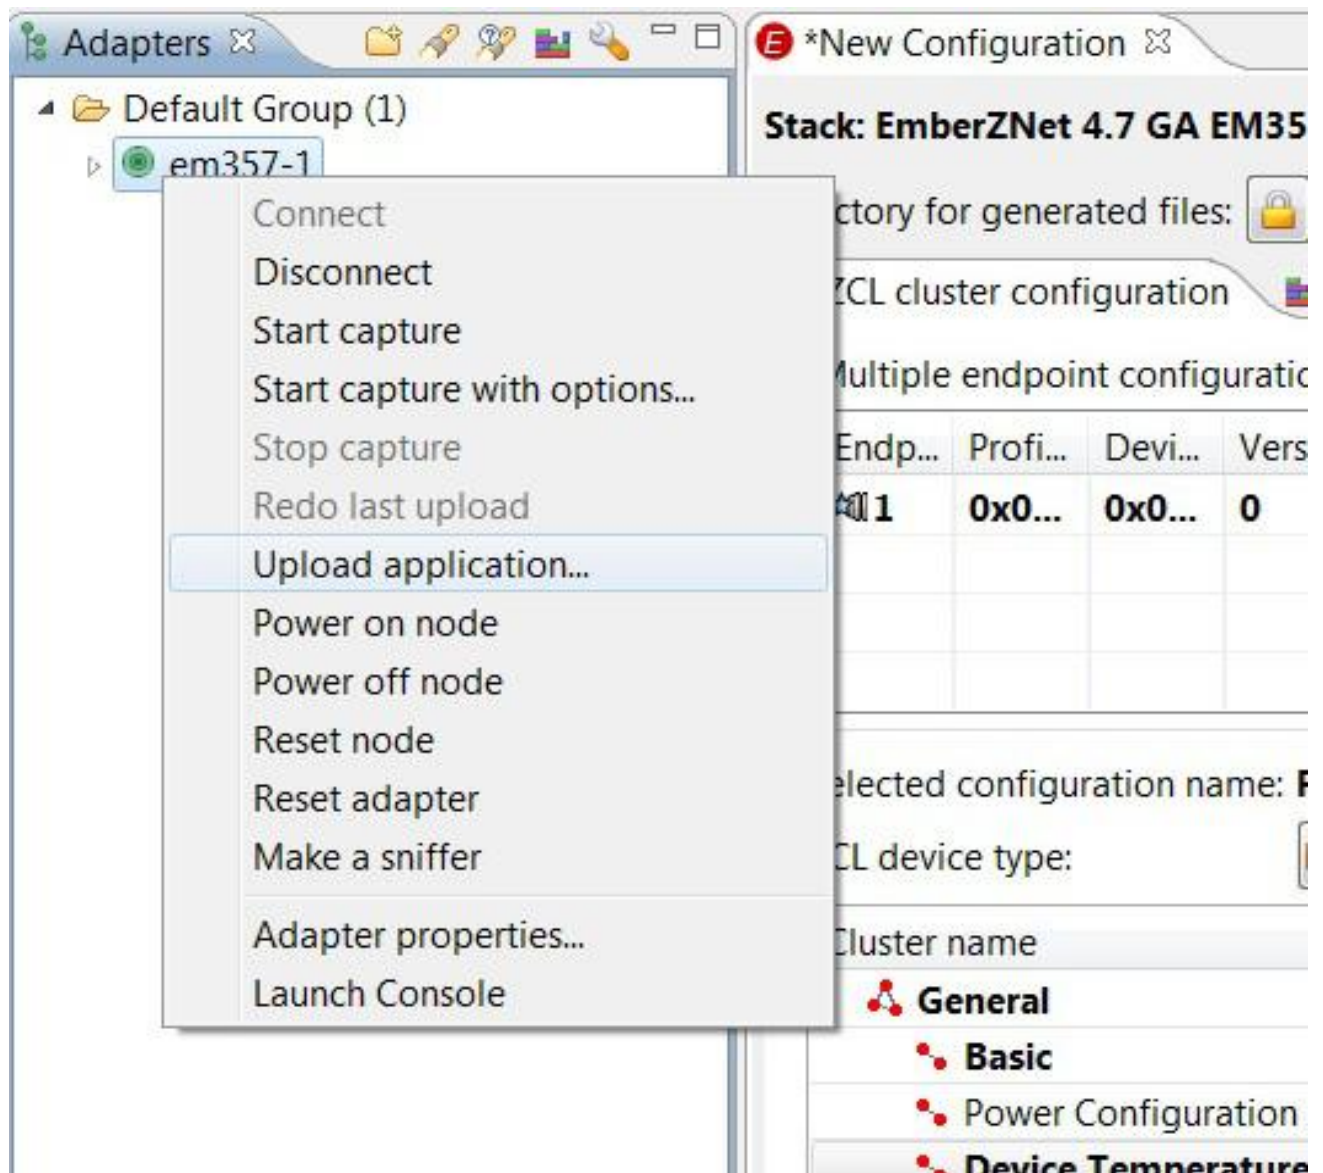 Adapters
*New Configuration
Default Group (1)
em357-1
Connect
Disconnect
Start capture
Start capture with options...
Stop capture
Redo last upload
Upload application...
Power on node
Power off node
Reset node
Reset adapter
Make a sniffer
Adapter properties...
Launch Console
Stack: EmberZNet 4.7 GA EM35
ctory for generated files:
ZCL cluster configuration
Multiple endpoint configuratio
Endp... Profi... Devi... Vers
1 0x0... 0x0... 0
elected configuration name:
CL device type:
Cluster name
General
Basic
Power Configuration
Device Temperature